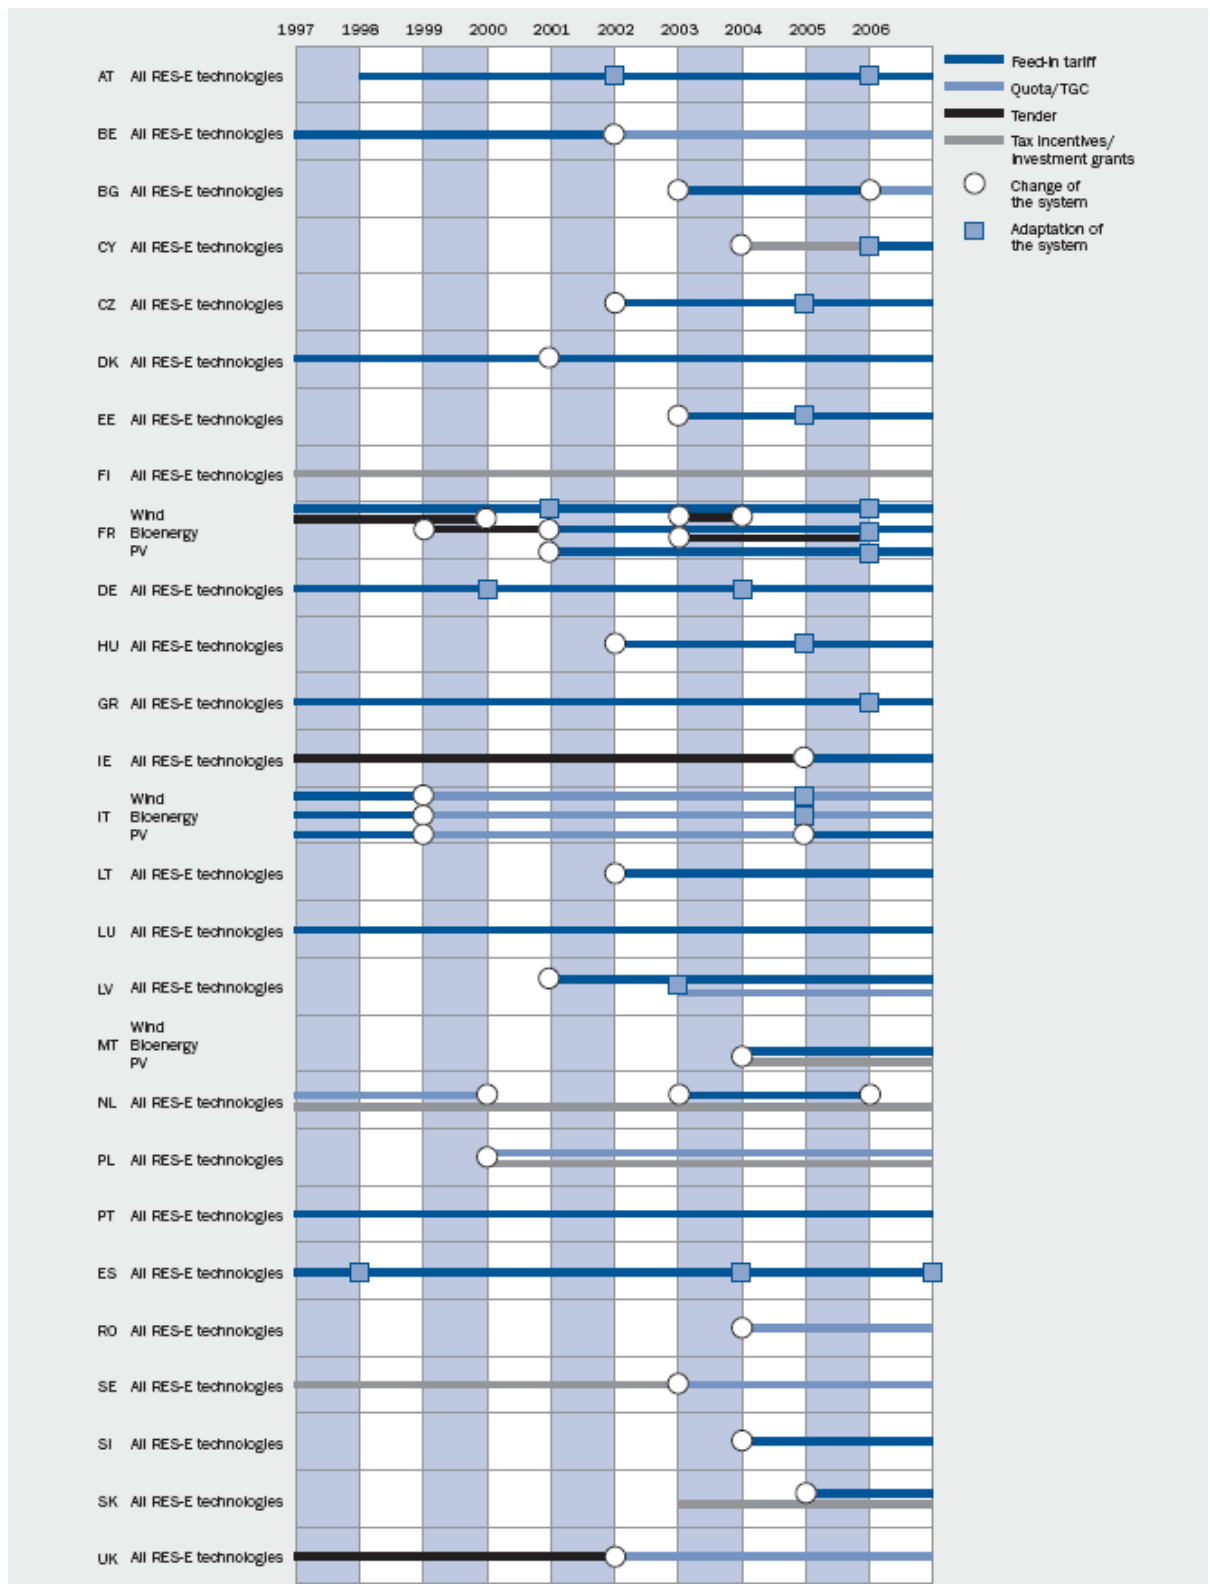 1997 1998 1999 2000 2001 2002 2003 2004 2005 2006
Feed-in tariff
Quota/TGC
Tender
Tax Incentives/
Investment grants
Change of
the system
Adaptation of
the system
AT All RES-E technologies
BE All RES-E technologies
BG All RES-E technologies
CY All RES-E technologies
CZ All RES-E technologies
DK All RES-E technologies
EE All RES-E technologies
FI All RES-E technologies
Wind
FR Bioenergy
PV
DE All RES-E technologies
HU All RES-E technologies
GR All RES-E technologies
IE All RES-E technologies
Wind
IT Bioenergy
PV
LT All RES-E technologies
LU All RES-E technologies
LV All RES-E technologies
Wind
MT Bioenergy
PV
NL All RES-E technologies
PL All RES-E technologies
PT All RES-E technologies
ES All RES-E technologies
RO All RES-E technologies
SE All RES-E technologies
SI All RES-E technologies
SK All RES-E technologies
UK All RES-E technologies